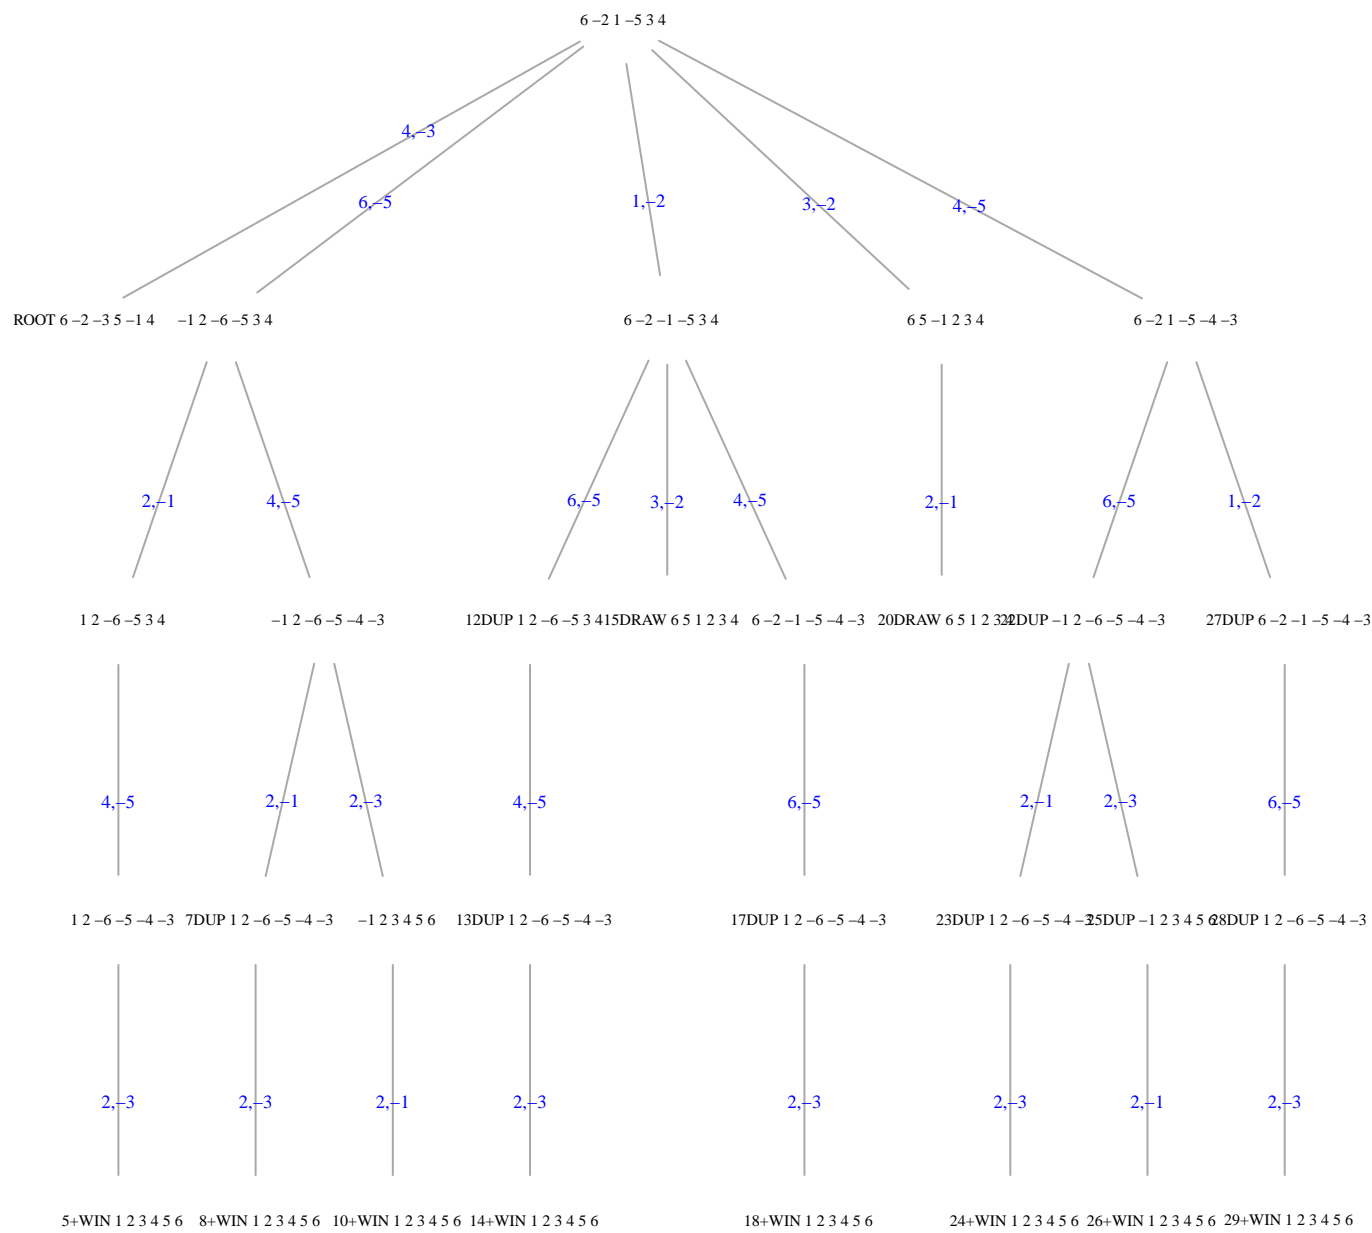 6 –2 1 –5 3 4
4,–3
6,–5
1,–2
3,–2
4,–5
ROOT 6 –2 –3 5 –1 4
–1 2 –6 –5 3 4
6 –2 –1 –5 3 4
6 5 –1 2 3 4
6 –2 1 –5 –4 –3
2,–1
4,–5
6,–5
3,–2
4,–5
2,–1
6,–5
1,–2
1 2 –6 –5 3 4
–1 2 –6 –5 –4 –3
12DUP 1 2 –6 –5 3 4
15DRAW 6 5 1 2 3 4
6 –2 –1 –5 –4 –3
20DRAW 6 5 1 2 3 4
22DUP –1 2 –6 –5 –4 –3
27DUP 6 –2 –1 –5 –4 –3
4,–5
2,–1
2,–3
4,–5
6,–5
2,–1
2,–3
6,–5
1 2 –6 –5 –4 –3
7DUP 1 2 –6 –5 –4 –3
–1 2 3 4 5 6
13DUP 1 2 –6 –5 –4 –3
17DUP 1 2 –6 –5 –4 –3
23DUP 1 2 –6 –5 –4 –3
25DUP –1 2 3 4 5 6
28DUP 1 2 –6 –5 –4 –3
2,–3
2,–3
2,–1
2,–3
2,–3
2,–3
2,–1
2,–3
5+WIN 1 2 3 4 5 6
8+WIN 1 2 3 4 5 6
10+WIN 1 2 3 4 5 6
14+WIN 1 2 3 4 5 6
18+WIN 1 2 3 4 5 6
24+WIN 1 2 3 4 5 6
26+WIN 1 2 3 4 5 6
29+WIN 1 2 3 4 5 6